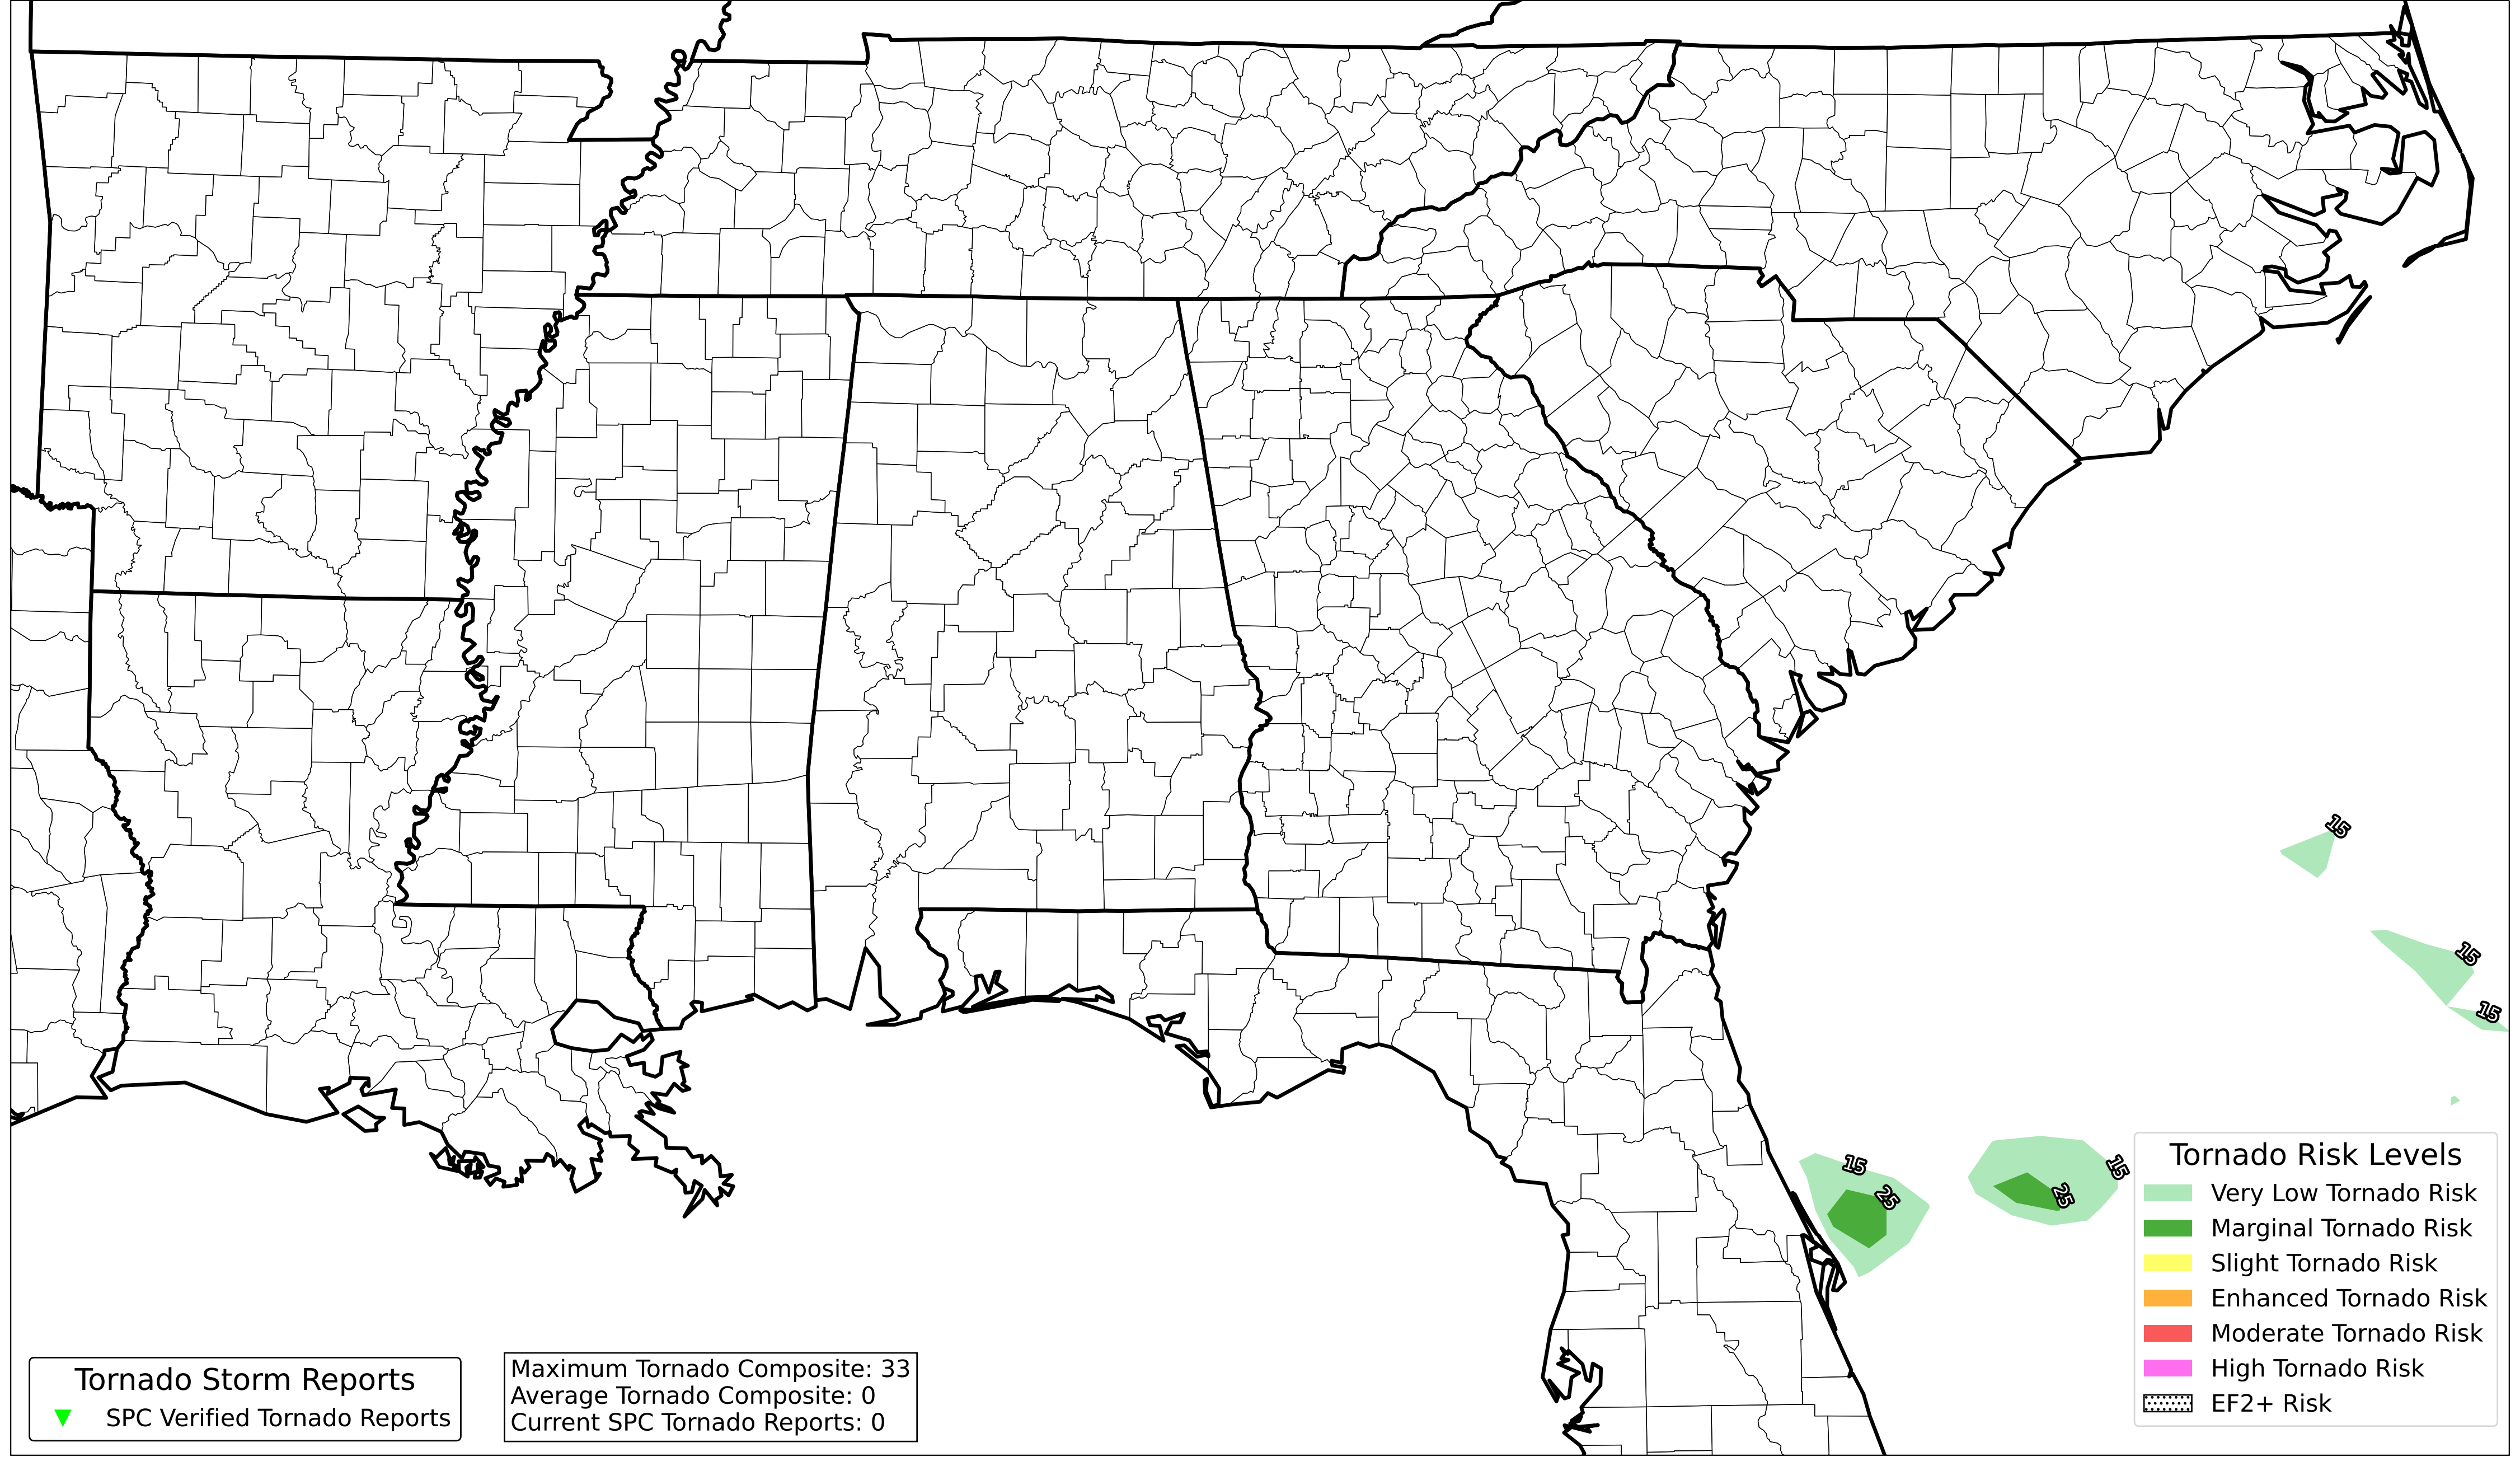 15
15
15
15
25
15
25
Tornado Risk Levels
Very Low Tornado Risk
Marginal Tornado Risk
Slight Tornado Risk
Enhanced Tornado Risk
Moderate Tornado Risk
High Tornado Risk
EF2+ Risk
Tornado Storm Reports
SPC Verified Tornado Reports
Maximum Tornado Composite: 33
Average Tornado Composite: 0
Current SPC Tornado Reports: 0